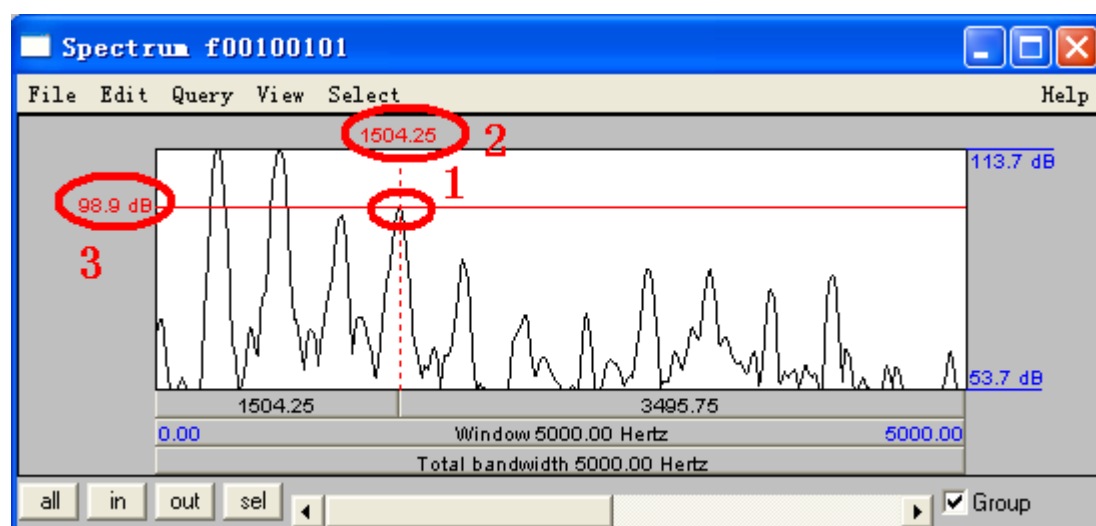 Spectrum f00100101
File Edit Query View Select Help
1504.25 2
113.7 dB
1
98.9 dB
3
53.7 dB
1504.25 3495.75
0.00 Window 5000.00 Hertz 5000.00
Total bandwidth 5000.00 Hertz
all in out sel Group